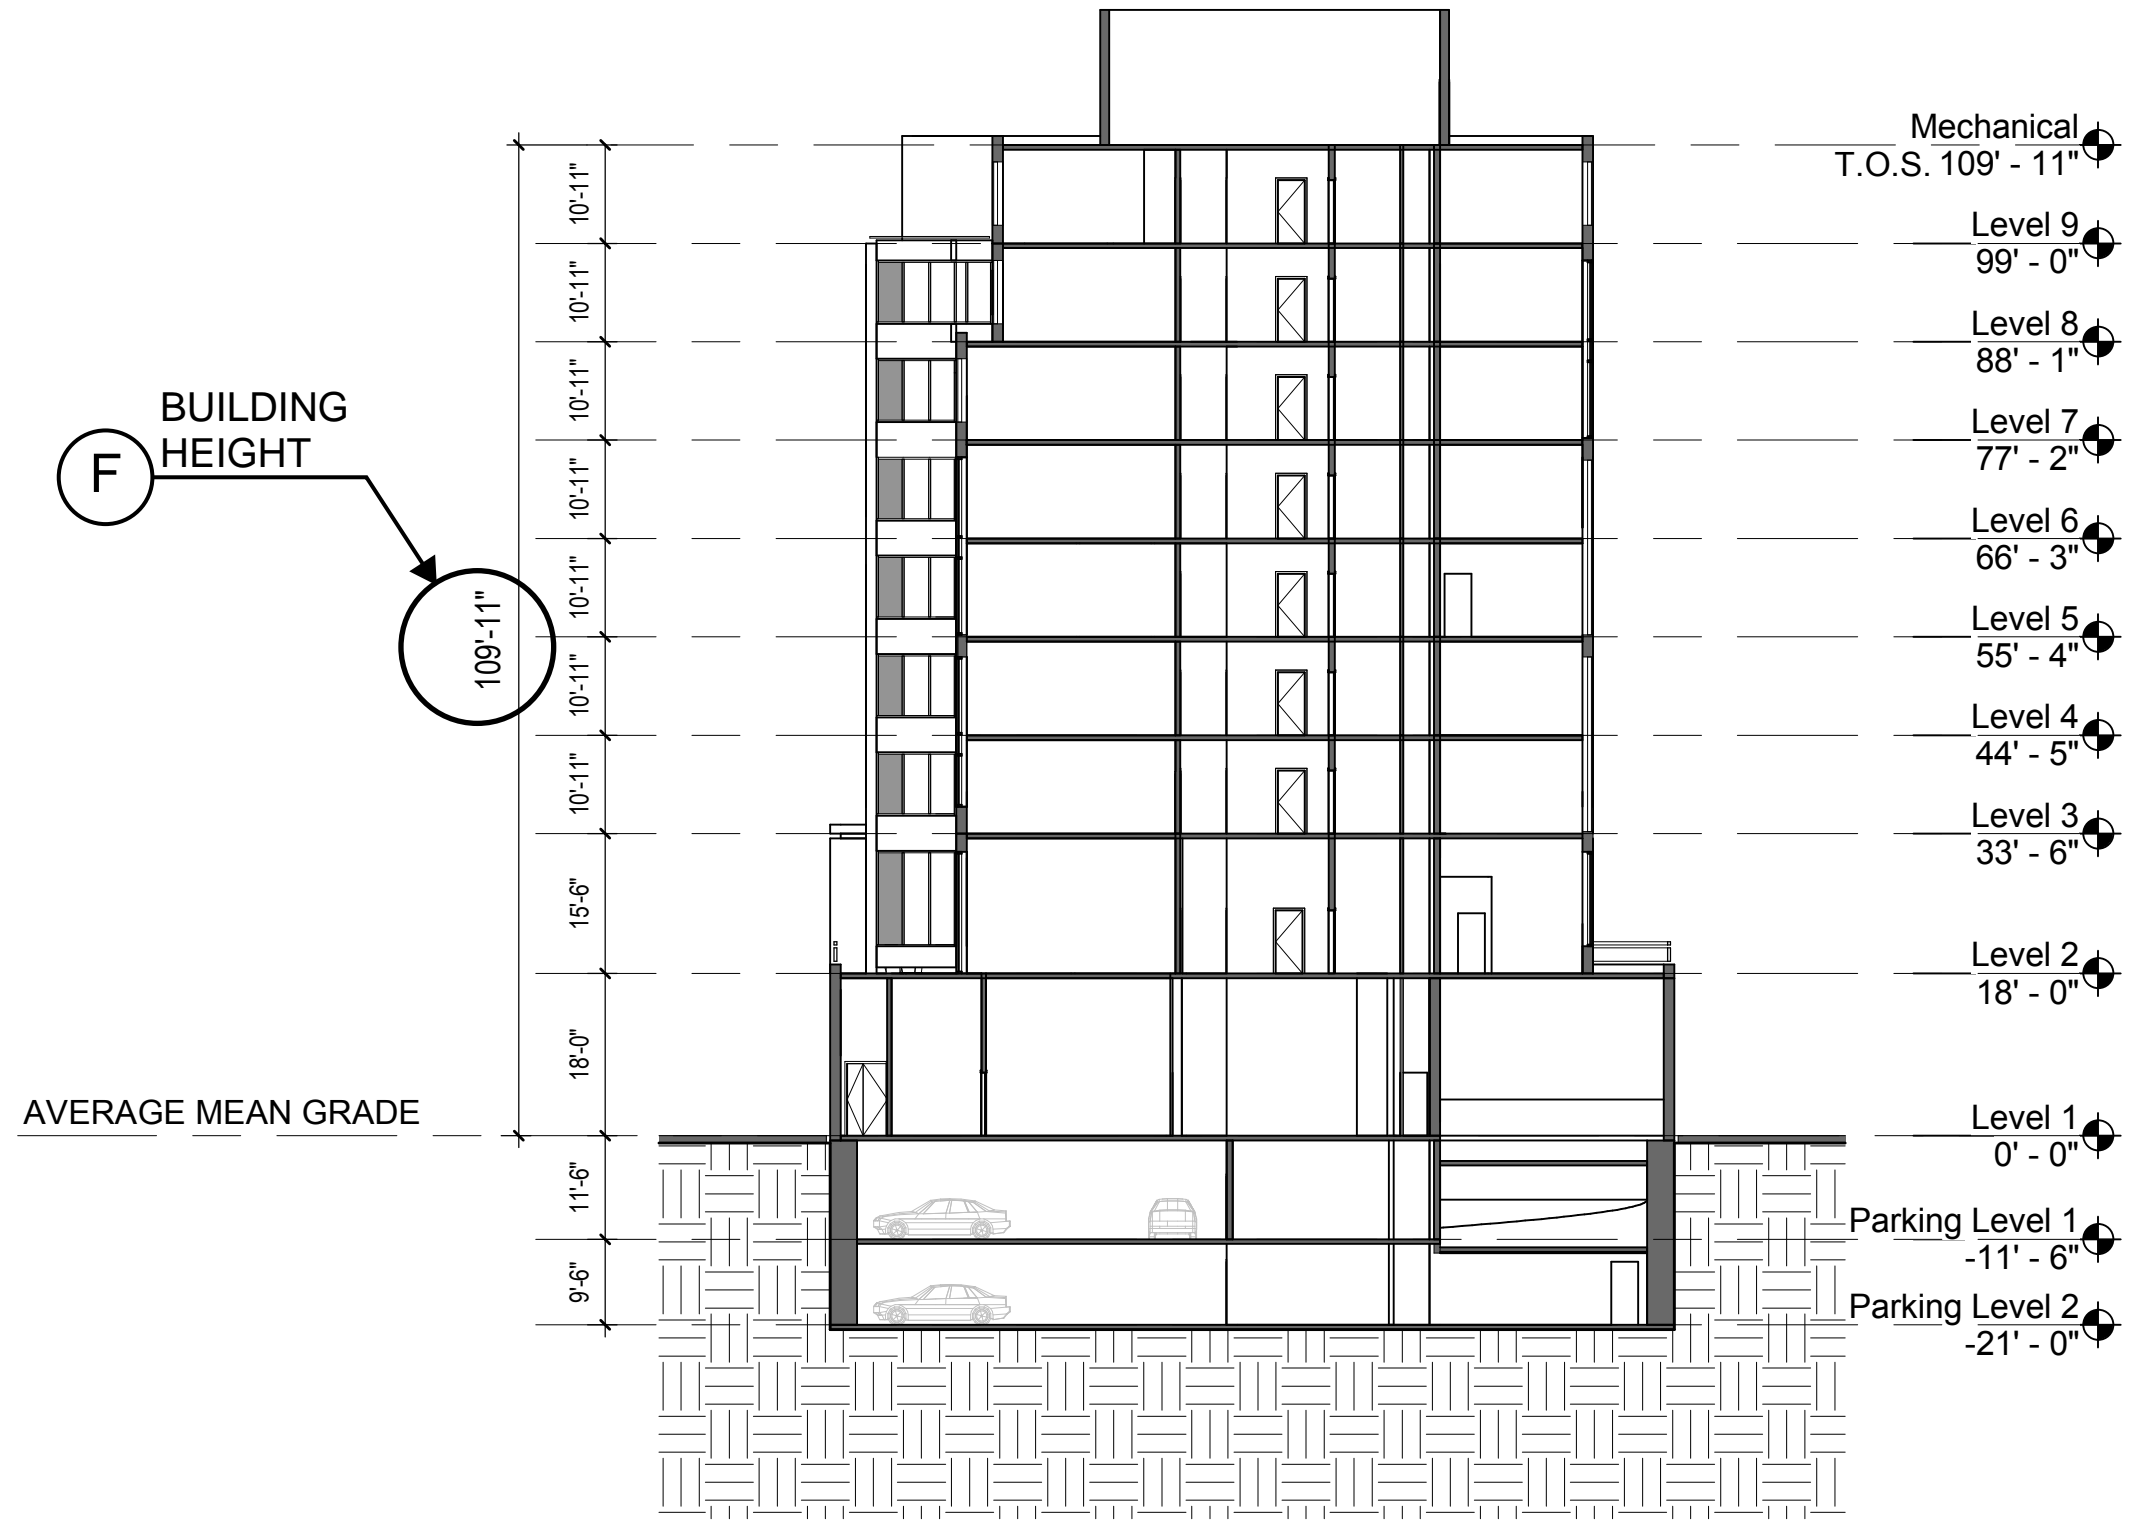 Mechanical
T.O.S. 109' - 11"
10'-11"
Level 9
99' - 0"
10'-11"
Level 8
88' - 1"
10'-11"
BUILDING
HEIGHT
F
Level 7
77' - 2"
10'-11"
Level 6
66' - 3"
10'-11"
109'-11"
Level 5
55' - 4"
10'-11"
Level 4
44' - 5"
10'-11"
Level 3
33' - 6"
15'-6"
Level 2
18' - 0"
18'-0"
AVERAGE MEAN GRADE
Level 1
0' - 0"
11'-6"
Parking Level 1
-11' - 6"
9'-6"
Parking Level 2
-21' - 0"